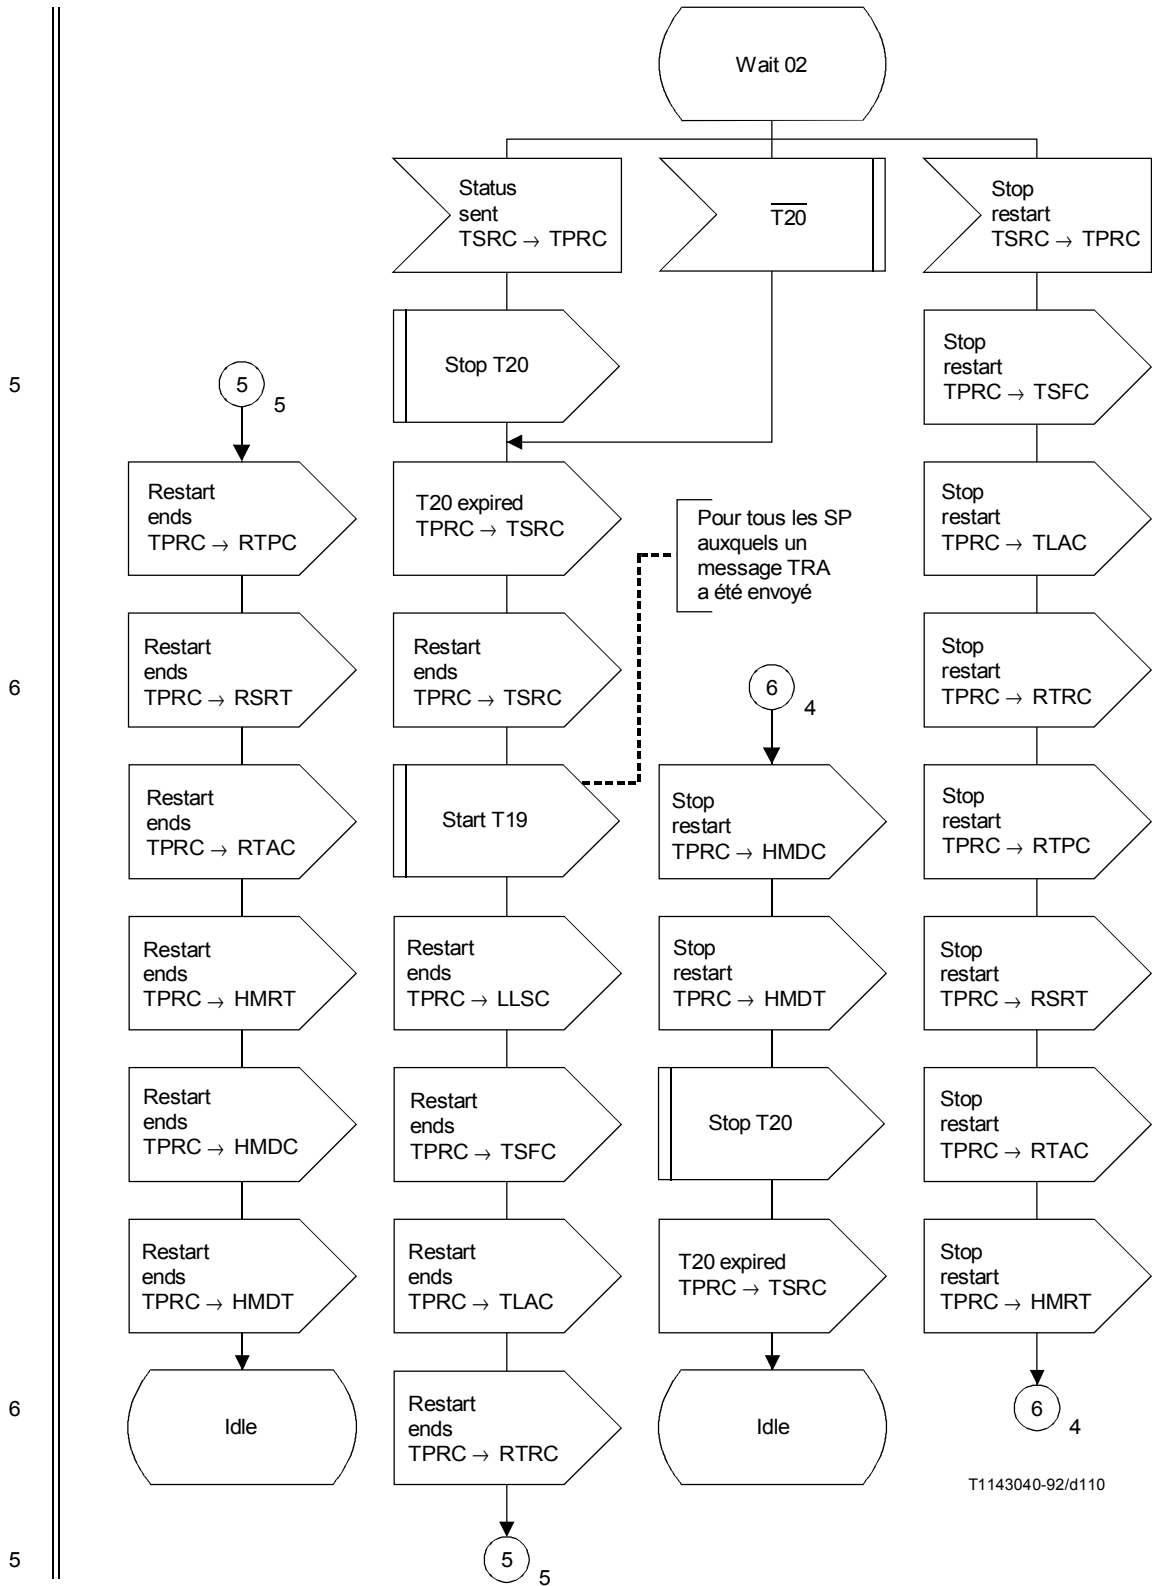 Wait 02
Status
sent
TSRC → TPRC
T20
Stop
restart
TSRC → TPRC
Stop T20
Stop
restart
TPRC → TSFC
5
5
5
Restart
ends
TPRC → RTPC
T20 expired
TPRC → TSRC
Pour tous les SP
auxquels un
message TRA
a été envoyé
Stop
restart
TPRC → TLAC
6
Restart
ends
TPRC → RSRT
Restart
ends
TPRC → TSRC
6
4
Stop
restart
TPRC → RTRC
Restart
ends
TPRC → RTAC
Start T19
Stop
restart
TPRC → HMDC
Stop
restart
TPRC → RTPC
Restart
ends
TPRC → HMRT
Restart
ends
TPRC → LLSC
Stop
restart
TPRC → HMDT
Stop
restart
TPRC → RSRT
Restart
ends
TPRC → HMDC
Restart
ends
TPRC → TSFC
Stop T20
Stop
restart
TPRC → RTAC
Restart
ends
TPRC → HMDT
Restart
ends
TPRC → TLAC
T20 expired
TPRC → TSRC
Stop
restart
TPRC → HMRT
6
Idle
Restart
ends
TPRC → RTRC
Idle
6
4
T1143040-92/d110
5
5
5